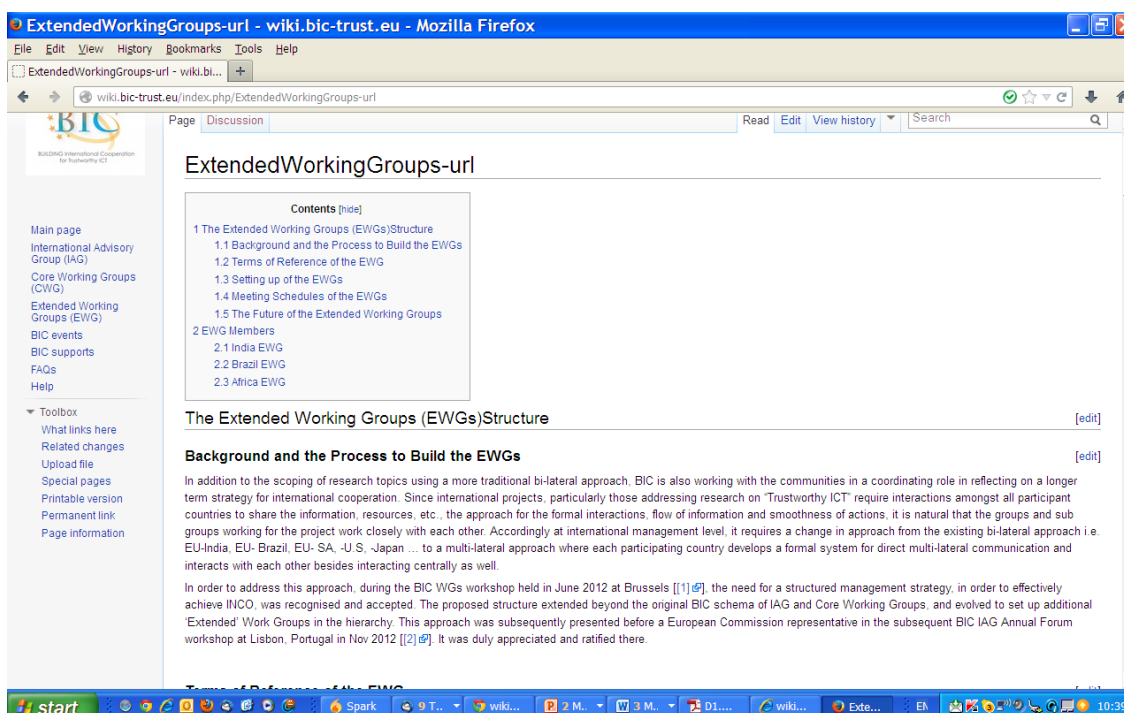 ExtendedWorkingGroups-url - wiki.bic-trust.eu - Mozilla Firefox
File Edit View History Bookmarks Tools Help
ExtendedWorkingGroups-url - wiki.bi... +
wiki.bic-trust.eu/index.php/ExtendedWorkingGroups-url
BIC
BUILDING International Cooperation
for Trustworthy ICT
Page Discussion Read Edit View history Search
ExtendedWorkingGroups-url
Contents [hide]
1 The Extended Working Groups (EWGs)Structure
1.1 Background and the Process to Build the EWGs
1.2 Terms of Reference of the EWG
1.3 Setting up of the EWGs
1.4 Meeting Schedules of the EWGs
1.5 The Future of the Extended Working Groups
2 EWG Members
2.1 India EWG
2.2 Brazil EWG
2.3 Africa EWG
Main page
International Advisory
Group (IAG)
Core Working Groups
(CWG)
Extended Working
Groups (EWG)
BIC events
BIC supports
FAQs
Help
Toolbox
What links here
Related changes
Upload file
Special pages
Printable version
Permanent link
Page information
The Extended Working Groups (EWGs)Structure [edit]
Background and the Process to Build the EWGs [edit]
In addition to the scoping of research topics using a more traditional bi-lateral approach, BIC is also working with the communities in a coordinating role in reflecting on a longer
term strategy for international cooperation. Since international projects, particularly those addressing research on "Trustworthy ICT" require interactions amongst all participant
countries to share the information, resources, etc., the approach for the formal interactions, flow of information and smoothness of actions, it is natural that the groups and sub
groups working for the project work closely with each other. Accordingly at international management level, it requires a change in approach from the existing bi-lateral approach i.e.
EU-India, EU- Brazil, EU- SA, -U.S, -Japan ... to a multi-lateral approach where each participating country develops a formal system for direct multi-lateral communication and
interacts with each other besides interacting centrally as well.
In order to address this approach, during the BIC WGs workshop held in June 2012 at Brussels [[1]], the need for a structured management strategy, in order to effectively
achieve INCO, was recognised and accepted. The proposed structure extended beyond the original BIC schema of IAG and Core Working Groups, and evolved to set up additional
'Extended' Work Groups in the hierarchy. This approach was subsequently presented before a European Commission representative in the subsequent BIC IAG Annual Forum
workshop at Lisbon, Portugal in Nov 2012 [[2]]. It was duly appreciated and ratified there.
Terms of Reference of the EWG
start Spark 9 T.. wiki... 2 M.. 3 M.. D1.... wiki... Exte... EN 10:39